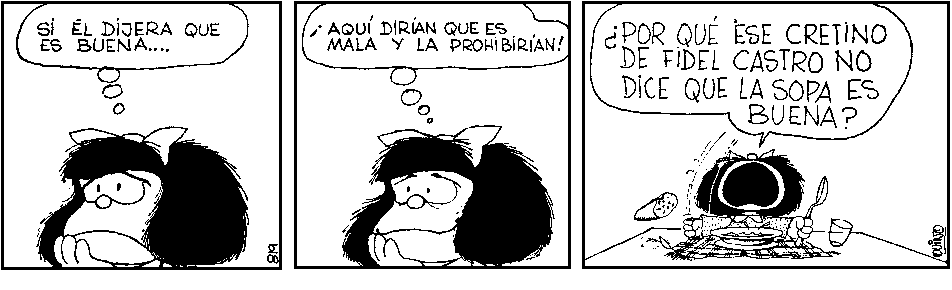 SI ÉL DIJERA QUE
ES BUENA....
¡AQUÍ DIRÍAN QUE ES
MALA Y LA PROHIBIRÍAN!
¿POR QUÉ ESE CRETINO
DE FIDEL CASTRO NO
DICE QUE LA SOPA ES
BUENA?
819
QUINO